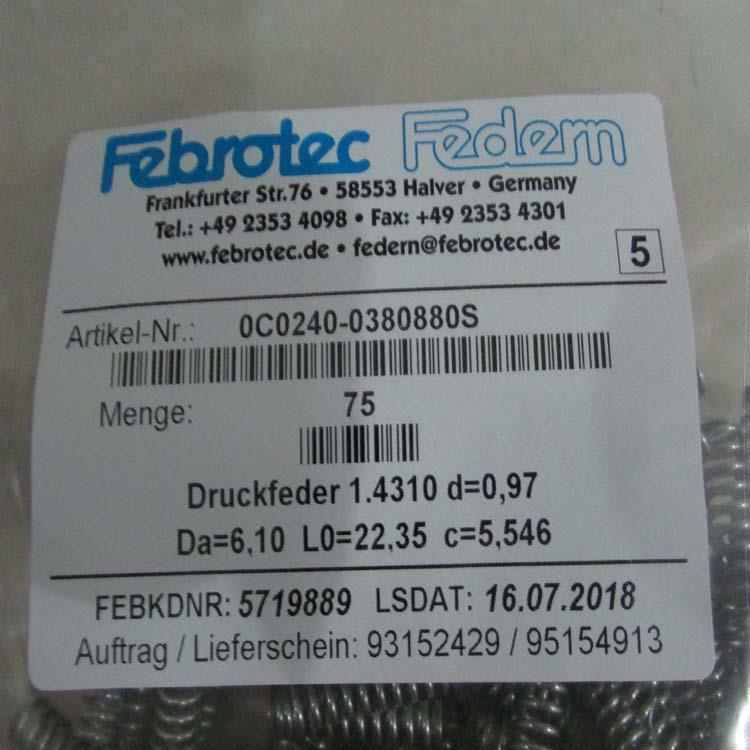 Febrotec Federn
Frankfurter Str.76 • 58553 Halver • Germany
Tel.: +49 2353 4098 • Fax: +49 2353 4301
www.febrotec.de • federn@febrotec.de
5
Artikel-Nr.: 0C0240-0380880S
Menge: 75
Druckfeder 1.4310 d=0,97
Da=6,10 L0=22,35 c=5,546
FEBKDNR: 5719889 LSDAT: 16.07.2018
Auftrag / Lieferschein: 93152429 / 95154913